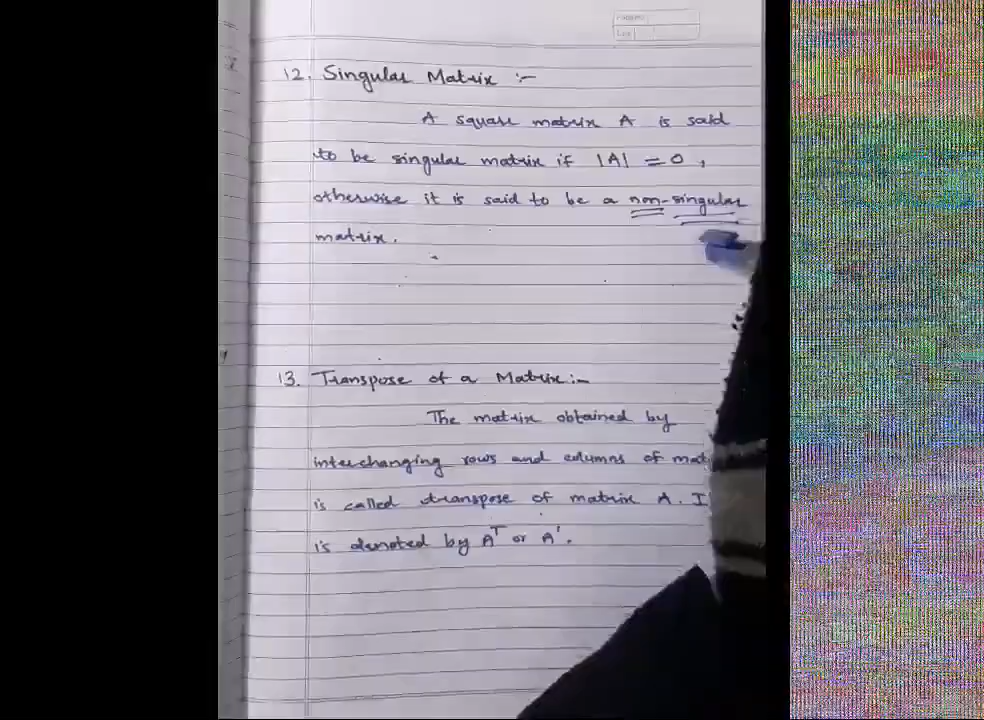 12. Singular Matrix :-
A square matrix A is said
to be singular matrix if |A| = 0,
otherwise it is said to be a non-singular
matrix.
13. Transpose of a Matrix:-
The matrix obtained by
interchanging rows and columns of mat
is called transpose of matrix A. I
is denoted by Aᵀ or A'.